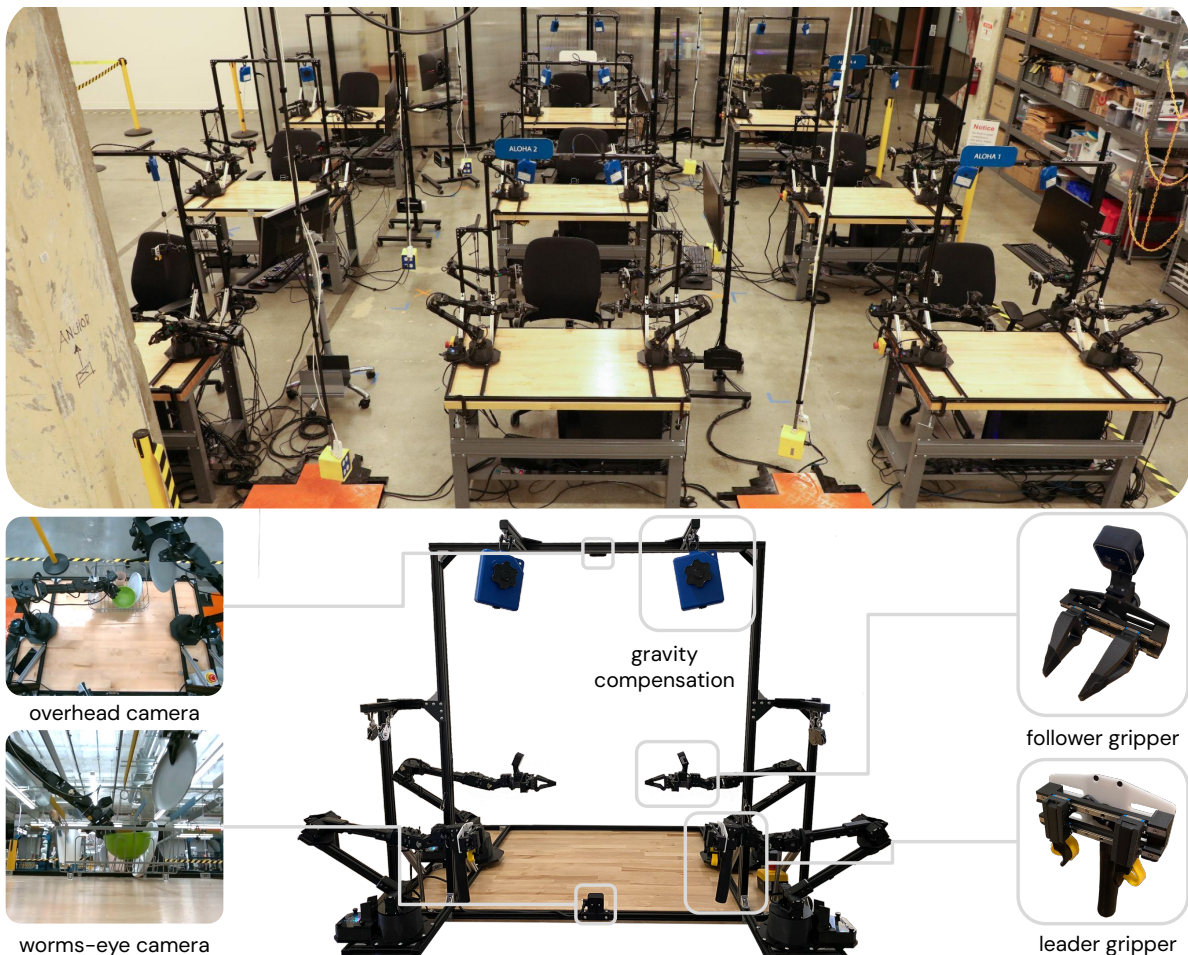 ALOHA 2
ALOHA 1
Notice
ANCHOR
gravity
compensation
overhead camera
worms-eye camera
follower gripper
leader gripper